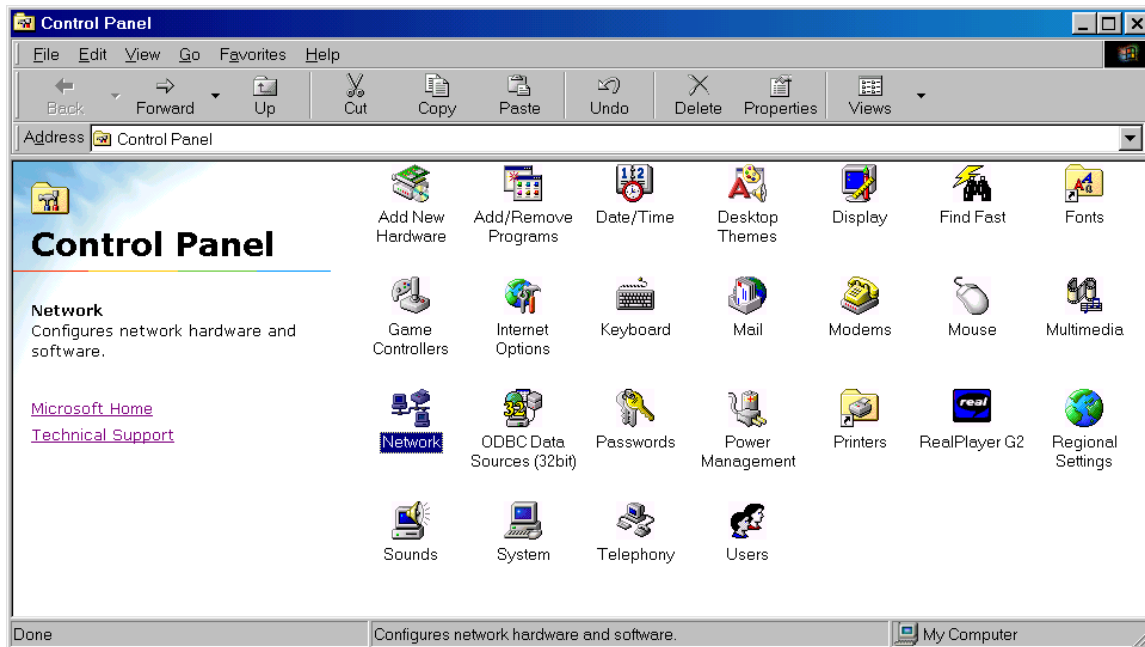 Control Panel
File Edit View Go Favorites Help
Back Forward Up Cut Copy Paste Undo Delete Properties Views
Address Control Panel
Control Panel
Network
Configures network hardware and
software.
Microsoft Home
Technical Support
Add New
Hardware
Add/Remove
Programs
Date/Time
Desktop
Themes
Display
Find Fast
Fonts
Game
Controllers
Internet
Options
Keyboard
Mail
Modems
Mouse
Multimedia
Network
32
ODBC Data
Sources (32bit)
Passwords
Power
Management
Printers
real
RealPlayer G2
Regional
Settings
Sounds
System
Telephony
Users
Done Configures network hardware and software. My Computer